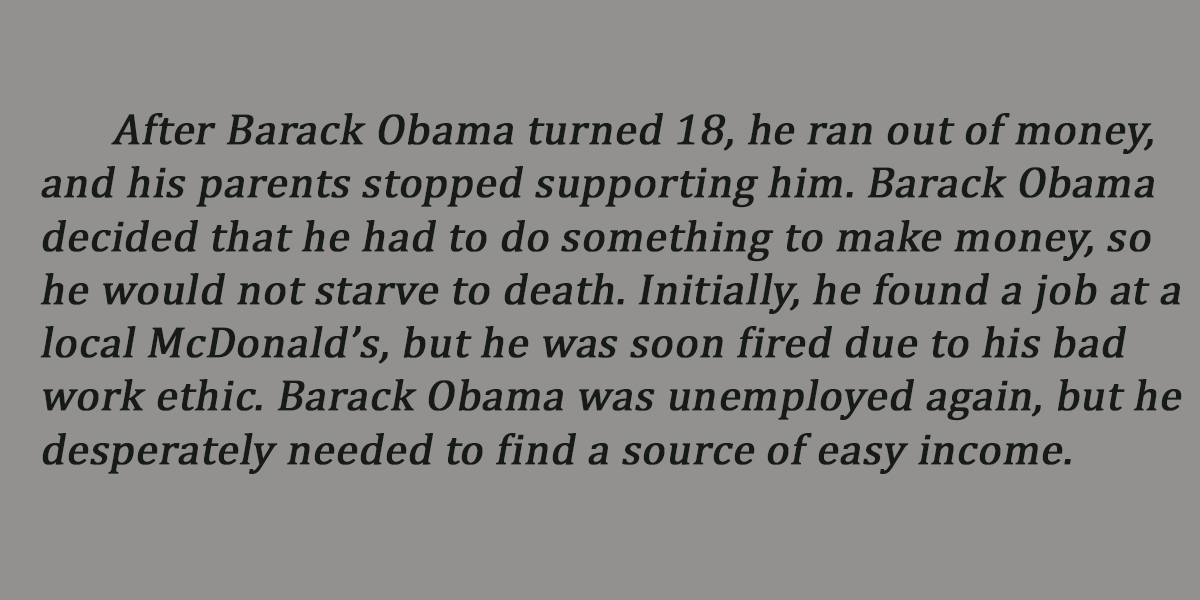 After Barack Obama turned 18, he ran out of money,
and his parents stopped supporting him. Barack Obama
decided that he had to do something to make money, so
he would not starve to death. Initially, he found a job at a
local McDonald’s, but he was soon fired due to his bad
work ethic. Barack Obama was unemployed again, but he
desperately needed to find a source of easy income.